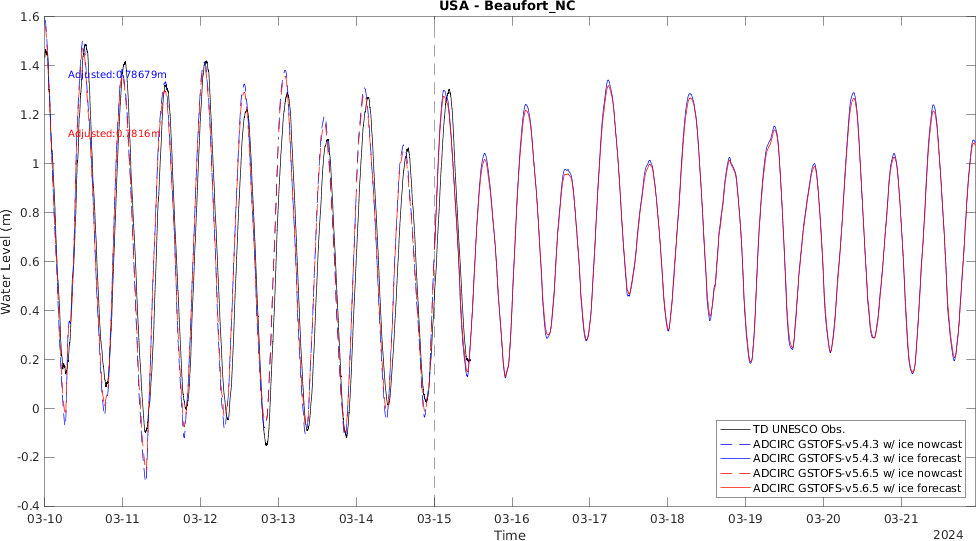 USA - Beaufort_NC
1.6
1.4
Adjusted:0.78679m
1.2
Adjusted:0.7816m
1
0.8
Water Level (m)
0.6
0.4
0.2
0
-0.2
-0.4
TD UNESCO Obs.
ADCIRC GSTOFS-v5.4.3 w/ ice nowcast
ADCIRC GSTOFS-v5.4.3 w/ ice forecast
ADCIRC GSTOFS-v5.6.5 w/ ice nowcast
ADCIRC GSTOFS-v5.6.5 w/ ice forecast
03-10 03-11 03-12 03-13 03-14 03-15 03-16 03-17 03-18 03-19 03-20 03-21
Time
2024